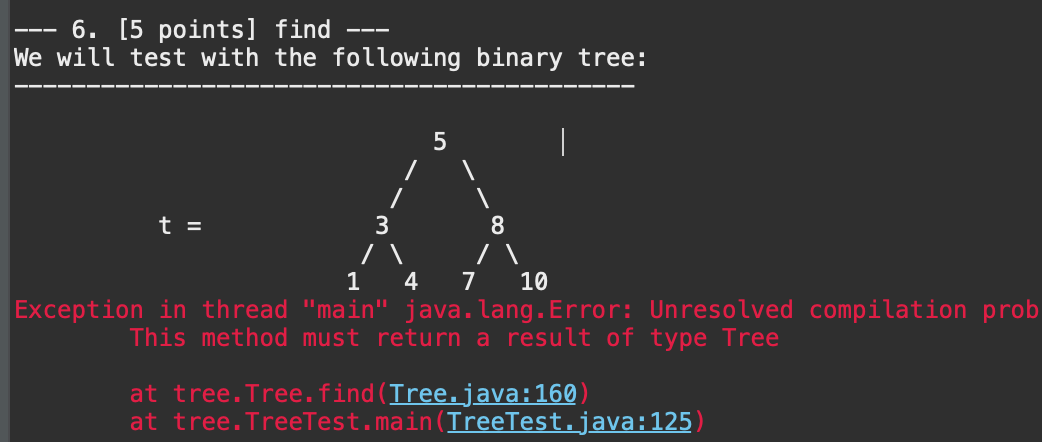 --- 6. [5 points] find ---
We will test with the following binary tree:
-------------------------------------------
5
/ \
/ \
t = 3 8
/ \ / \
1 4 7 10
Exception in thread "main" java.lang.Error: Unresolved compilation prob
This method must return a result of type Tree
at tree.Tree.find(Tree.java:160)
at tree.TreeTest.main(TreeTest.java:125)